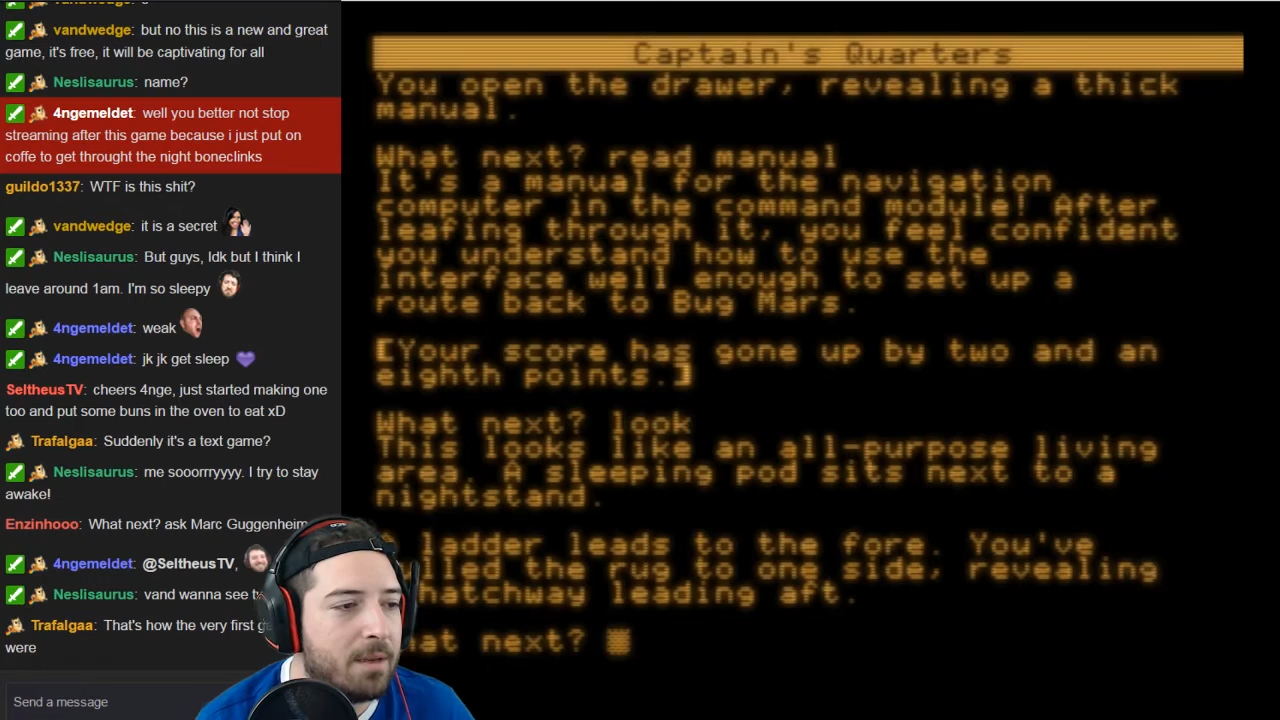 vandwedge: but no this is a new and great
game, it's free, it will be captivating for all
Neslisaurus: name?
4ngemeldet: well you better not stop
streaming after this game because i just put on
coffe to get throught the night boneclinks
guildo1337: WTF is this shit?
vandwedge: it is a secret
Neslisaurus: But guys, Idk but I think I
leave around 1am. I'm so sleepy
4ngemeldet: weak
4ngemeldet: jk jk get sleep
SeltheusTV: cheers 4nge, just started making one
too and put some buns in the oven to eat xD
Trafalgaa: Suddenly it's a text game?
Neslisaurus: me sooorrryyyy. I try to stay
awake!
Enzinhooo: What next? ask Marc Guggenheim
4ngemeldet: @SeltheusTV,
Neslisaurus: vand wanna see
Trafalgaa: That's how the very first
were
Send a message
Captain's Quarters
You open the drawer, revealing a thick
manual.
What next? read manual
It's a manual for the navigation
computer in the command module! After
leafing through it, you feel confident
you understand how to use the
interface well enough to set up a
route back to Bug Mars.
[Your score has gone up by two and an
eighth points.]
What next? look
This looks like an all-purpose living
area. A sleeping pod sits next to a
nightstand.
ladder leads to the fore. You've
the rug to one side, revealing
hatchway leading aft.
next?